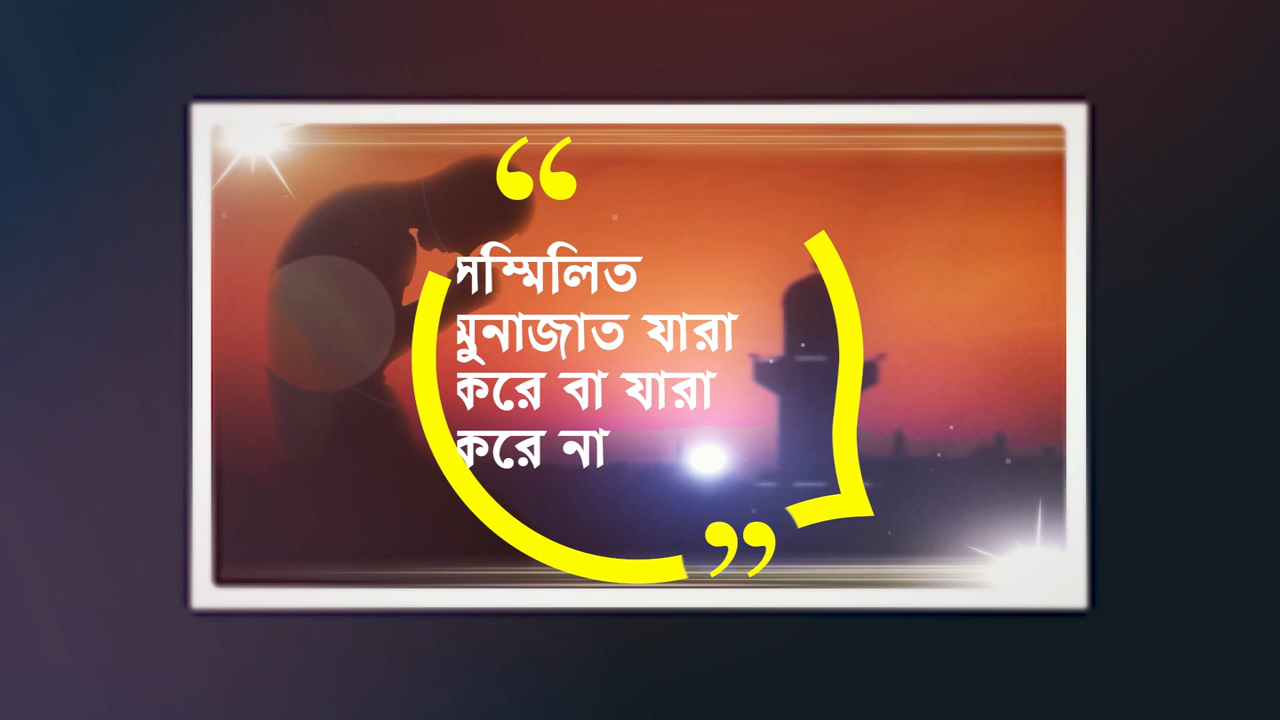 সম্মিলিত
মুনাজাত যারা
করে বা যারা
করে না